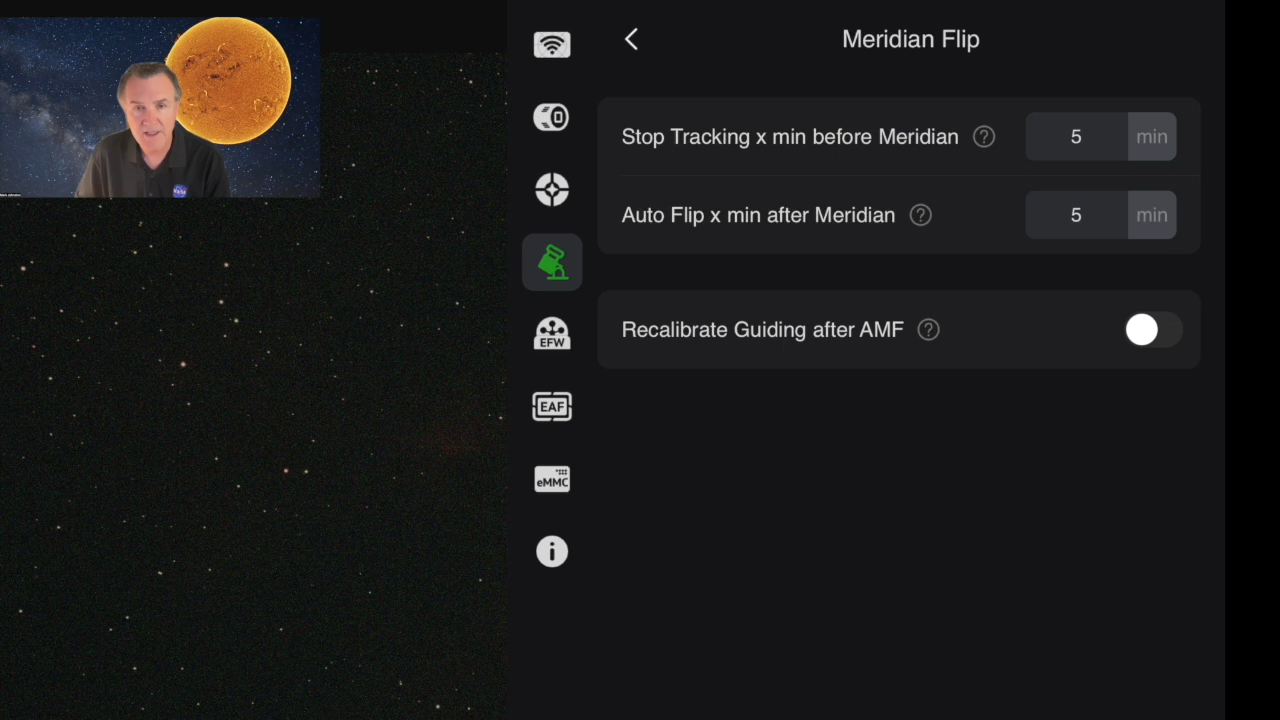 Meridian Flip
Stop Tracking x min before Meridian ? 5 min
Auto Flip x min after Meridian ? 5 min
Recalibrate Guiding after AMF ?
EFW
EAF
eMMC
i
NASA